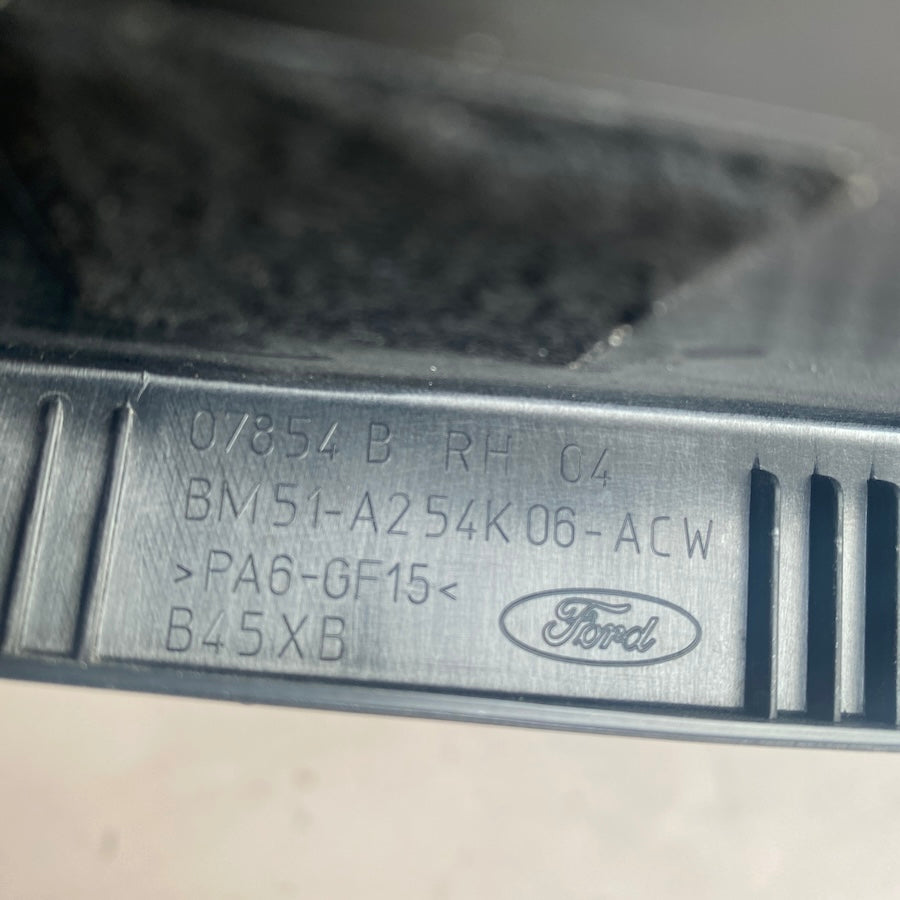 07854 B RH 04
BM51-A254K06-ACW
>PA6-GF15<
B45XB
Ford